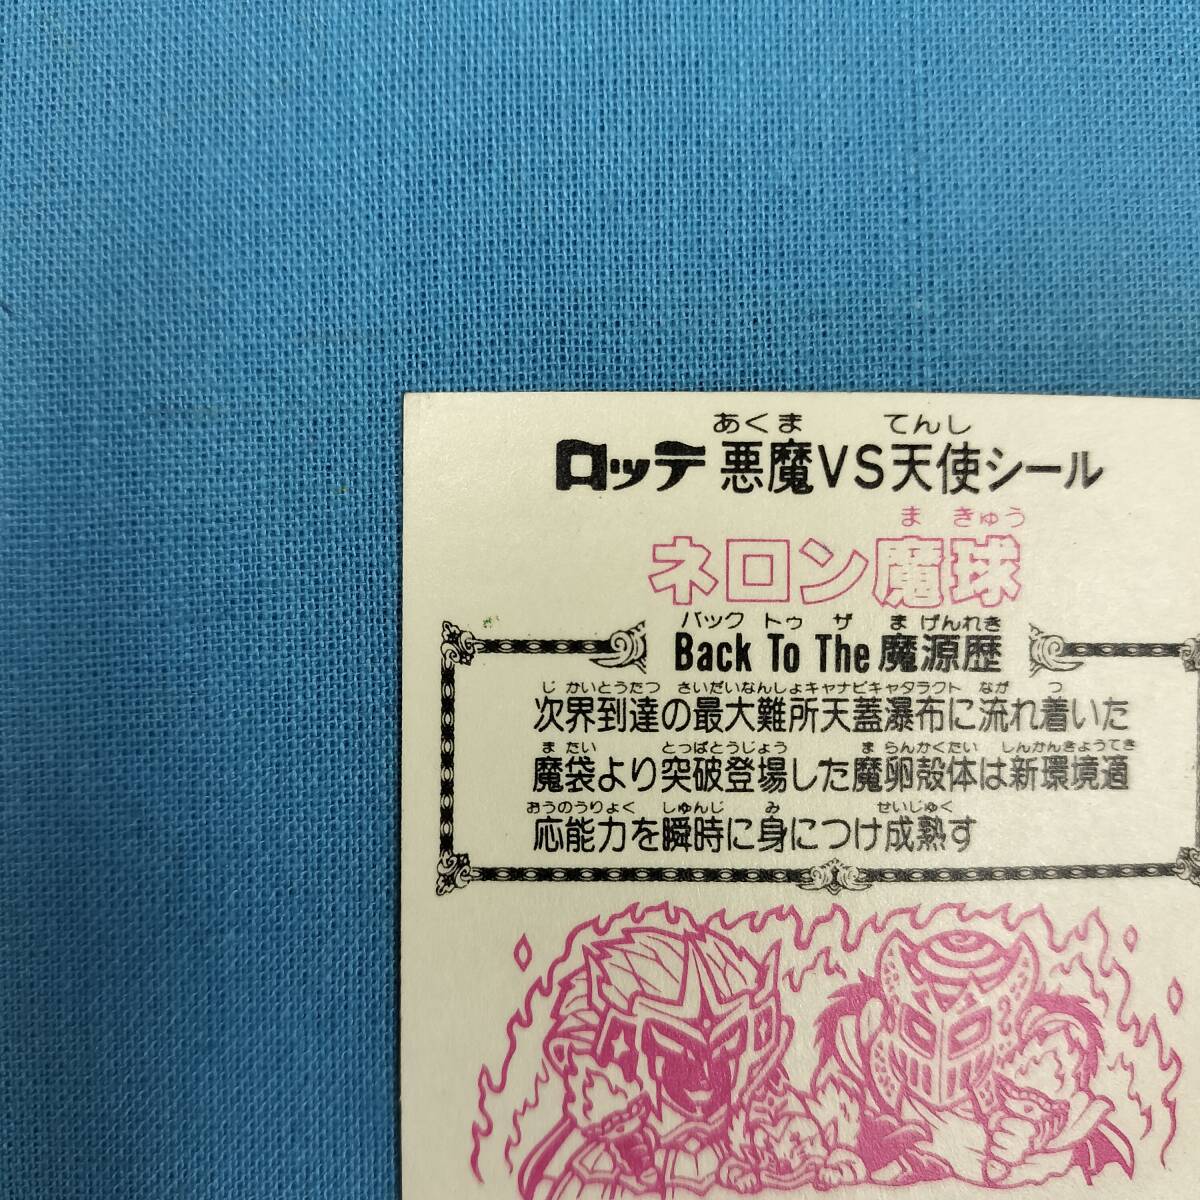 あくま てんし
ロッテ 悪魔VS天使シール
ま きゅう
ネロン魔球
バック トゥ ザ ま げんれき
Back To The 魔源歴
じ かいとうたつ さいだいなんしょキャナビキャタラクト なが つ
次界到達の最大難所天蓋瀑布に流れ着いた
ま たい とっぱとうじょう ま らんかくたい しんかんきょうてき
魔袋より突破登場した魔卵殻体は新環境適
おうのうりょく しゅんじ み せいじゅく
応能力を瞬時に身につけ成熟す